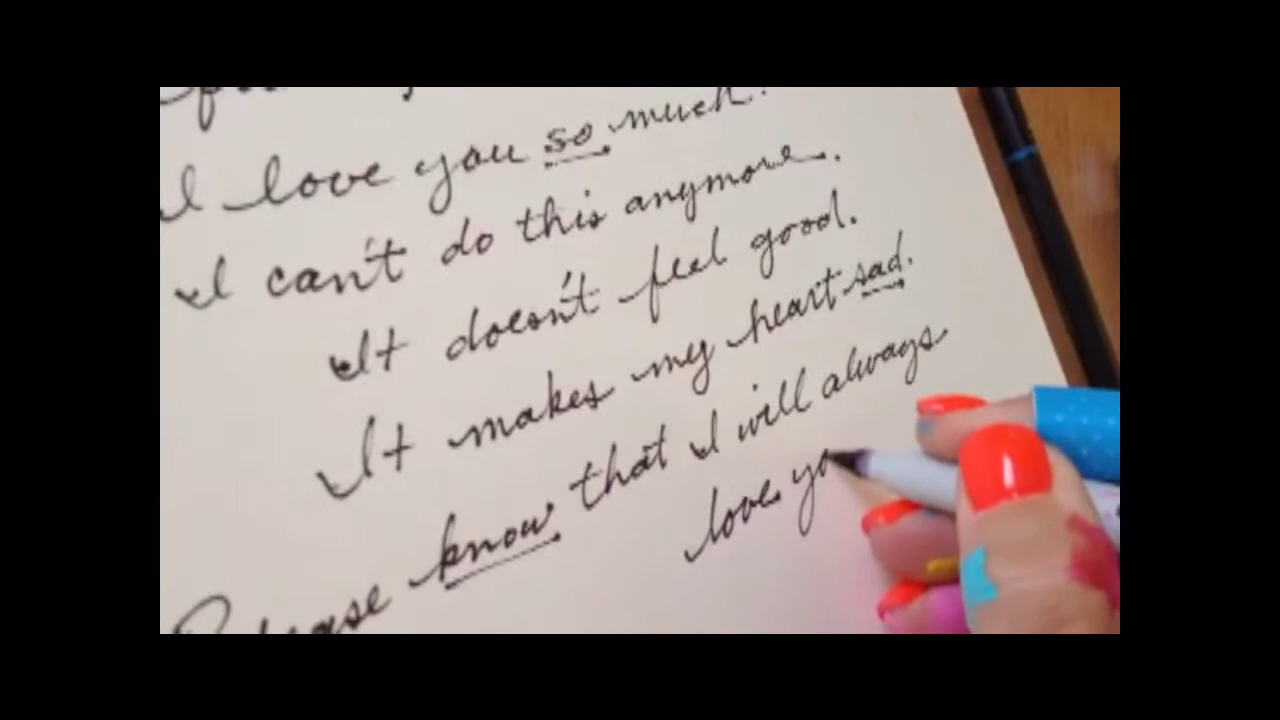 I love you so much.
I can't do this anymore.
It doesn't feel good.
It makes my heart sad.
Please know that I will always
love yo